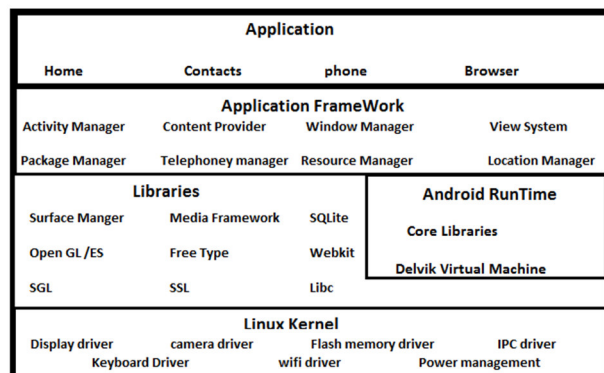 Application
Home Contacts phone Browser
Application FrameWork
Activity Manager Content Provider Window Manager View System
Package Manager Telephoney manager Resource Manager Location Manager
Libraries
Surface Manger Media Framework SQLite
Open GL/ES Free Type Webkit
SGL SSL Libc
Android RunTime
Core Libraries
Delvik Virtual Machine
Linux Kernel
Display driver camera driver Flash memory driver IPC driver
Keyboard Driver wifi driver Power management